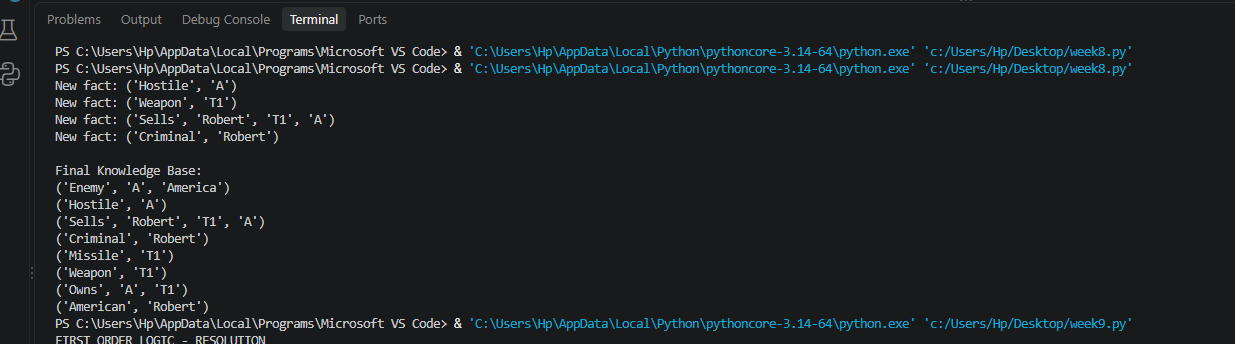 Problems Output Debug Console Terminal Ports
PS C:\Users\Hp\AppData\Local\Programs\Microsoft VS Code> & 'C:\Users\Hp\AppData\Local\Python\pythoncore-3.14-64\python.exe' 'c:/Users/Hp/Desktop/week8.py'
PS C:\Users\Hp\AppData\Local\Programs\Microsoft VS Code> & 'C:\Users\Hp\AppData\Local\Python\pythoncore-3.14-64\python.exe' 'c:/Users/Hp/Desktop/week8.py'
New fact: ('Hostile', 'A')
New fact: ('Weapon', 'T1')
New fact: ('Sells', 'Robert', 'T1', 'A')
New fact: ('Criminal', 'Robert')
Final Knowledge Base:
('Enemy', 'A', 'America')
('Hostile', 'A')
('Sells', 'Robert', 'T1', 'A')
('Criminal', 'Robert')
('Missile', 'T1')
('Weapon', 'T1')
('Owns', 'A', 'T1')
('American', 'Robert')
PS C:\Users\Hp\AppData\Local\Programs\Microsoft VS Code> & 'C:\Users\Hp\AppData\Local\Python\pythoncore-3.14-64\python.exe' 'c:/Users/Hp/Desktop/week9.py'
FIRST ORDER LOGIC - RESOLUTION